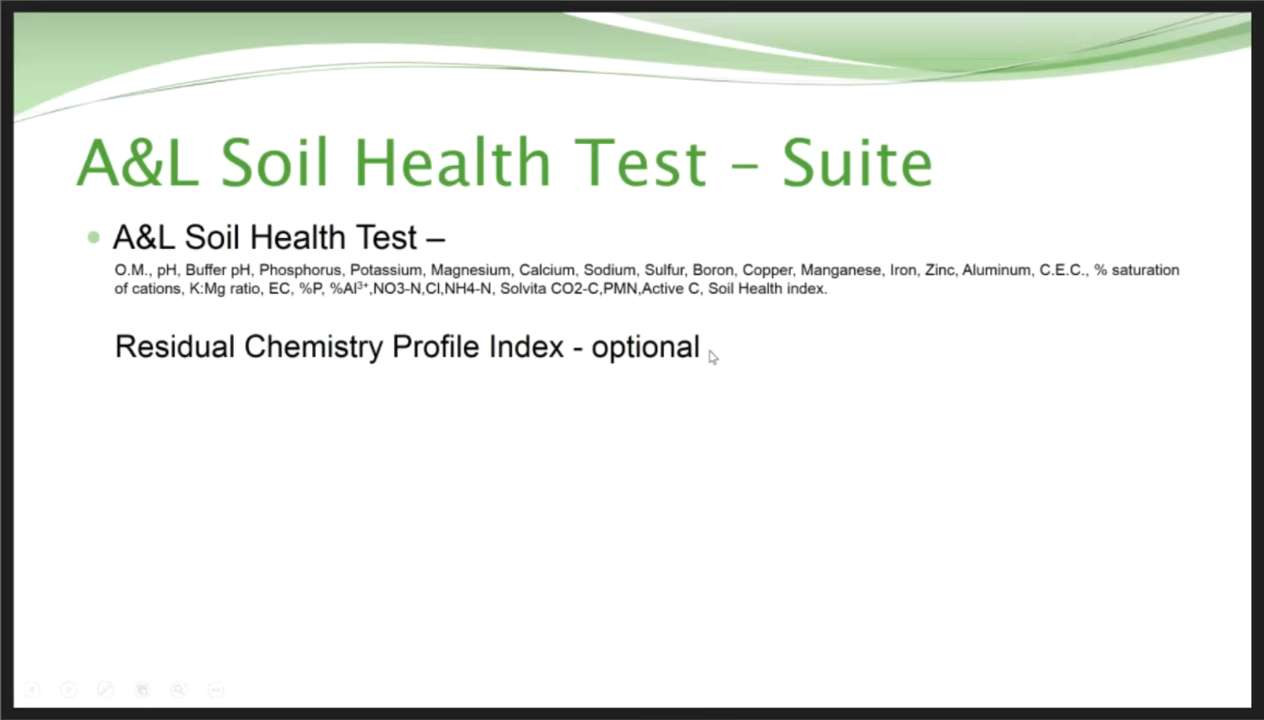 A&L Soil Health Test – Suite
A&L Soil Health Test –
O.M., pH, Buffer pH, Phosphorus, Potassium, Magnesium, Calcium, Sodium, Sulfur, Boron, Copper, Manganese, Iron, Zinc, Aluminum, C.E.C., % saturation
of cations, K:Mg ratio, EC, %P, %Al³⁺,NO3-N,Cl,NH4-N, Solvita CO2-C,PMN,Active C, Soil Health index.
Residual Chemistry Profile Index - optional